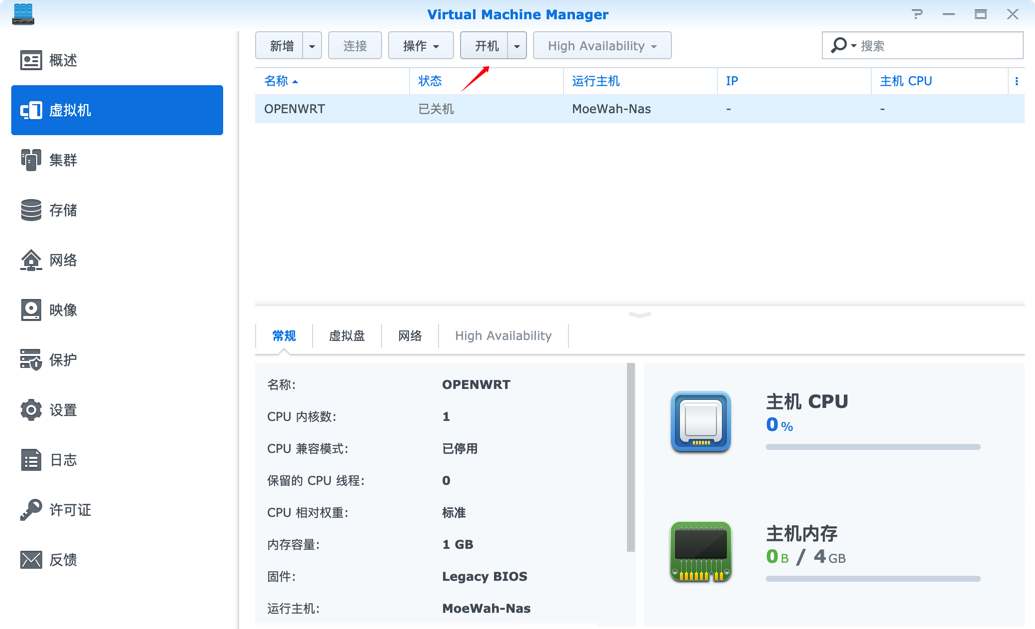 Virtual Machine Manager
概述
虚拟机
集群
存储
网络
映像
保护
设置
日志
许可证
反馈
新增 连接 操作 开机 High Availability 搜索
名称 状态 运行主机 IP 主机 CPU
OPENWRT 已关机 MoeWah-Nas - -
常规 虚拟盘 网络 High Availability
名称: OPENWRT
CPU 内核数: 1
CPU 兼容模式: 已停用
保留的 CPU 线程: 0
CPU 相对权重: 标准
内存容量: 1 GB
固件: Legacy BIOS
运行主机: MoeWah-Nas
主机 CPU
0 %
主机内存
0 B / 4 GB